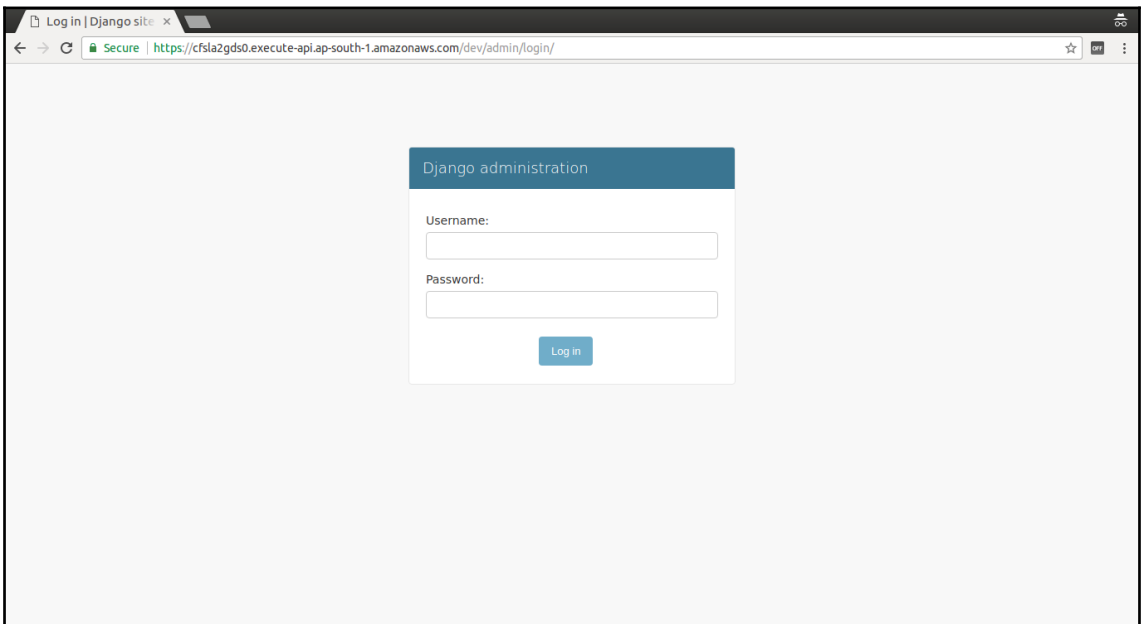 Log in | Django site
Secure | https://cfsla2gds0.execute-api.ap-south-1.amazonaws.com/dev/admin/login/
OFF
Django administration
Username:
Password:
Log in